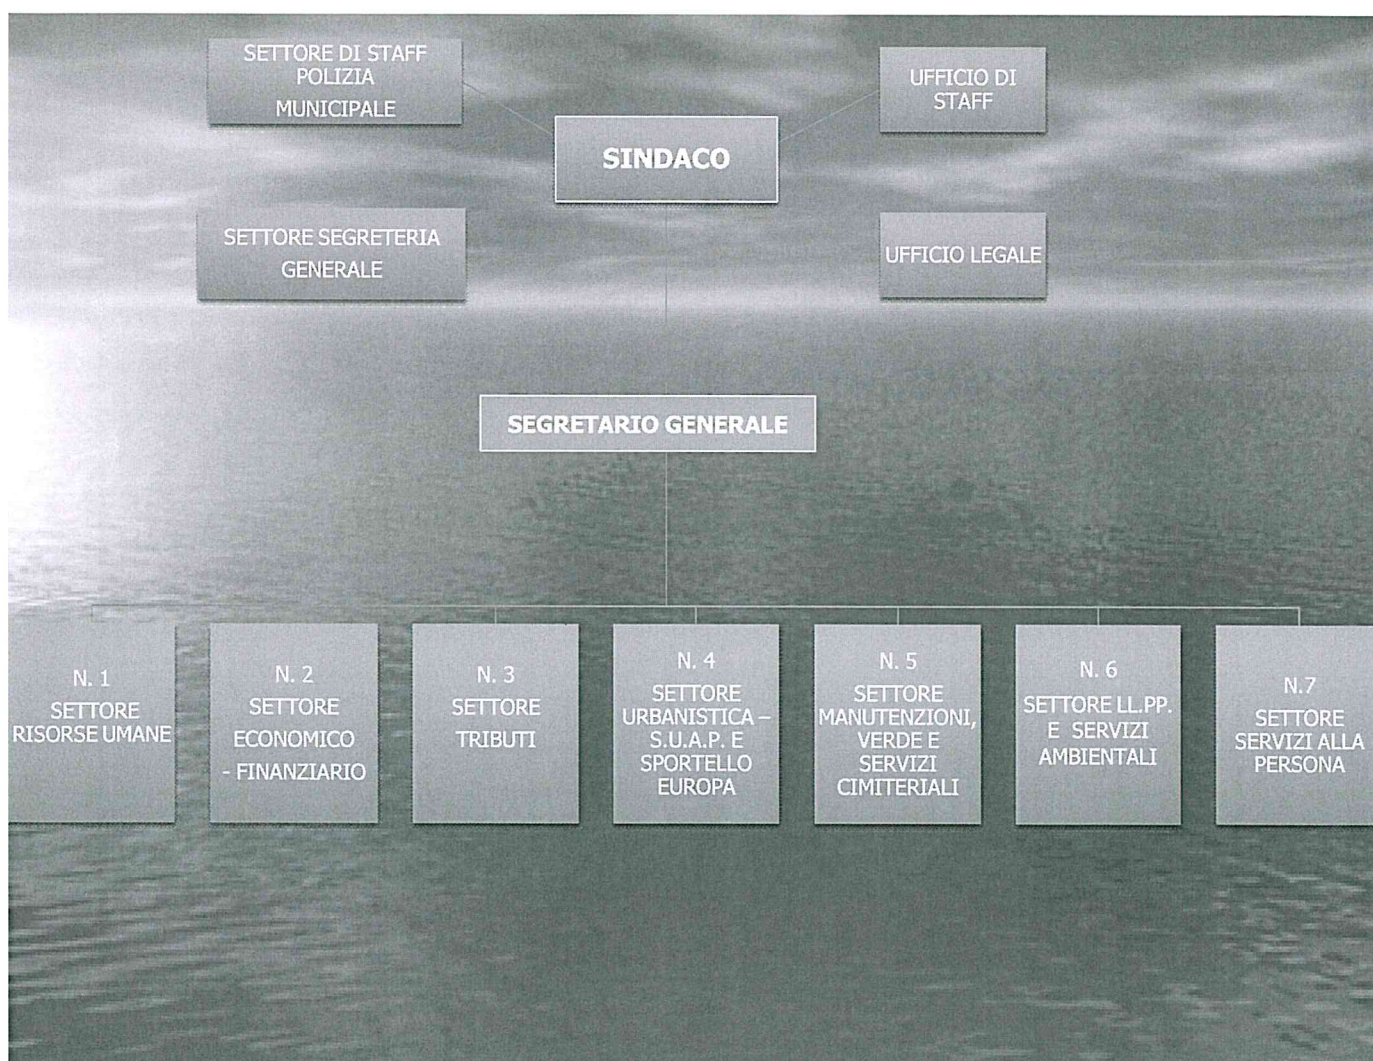 SETTORE DI STAFF
POLIZIA
MUNICIPALE
UFFICIO DI
STAFF
SINDACO
SETTORE SEGRETERIA
GENERALE
UFFICIO LEGALE
SEGRETARIO GENERALE
N. 1
SETTORE
RISORSE UMANE
N. 2
SETTORE
ECONOMICO
- FINANZIARIO
N. 3
SETTORE
TRIBUTI
N. 4
SETTORE
URBANISTICA –
S.U.A.P. E
SPORTELLO
EUROPA
N. 5
SETTORE
MANUTENZIONI,
VERDE E
SERVIZI
CIMITERIALI
N. 6
SETTORE LL.PP.
E SERVIZI
AMBIENTALI
N.7
SETTORE
SERVIZI ALLA
PERSONA